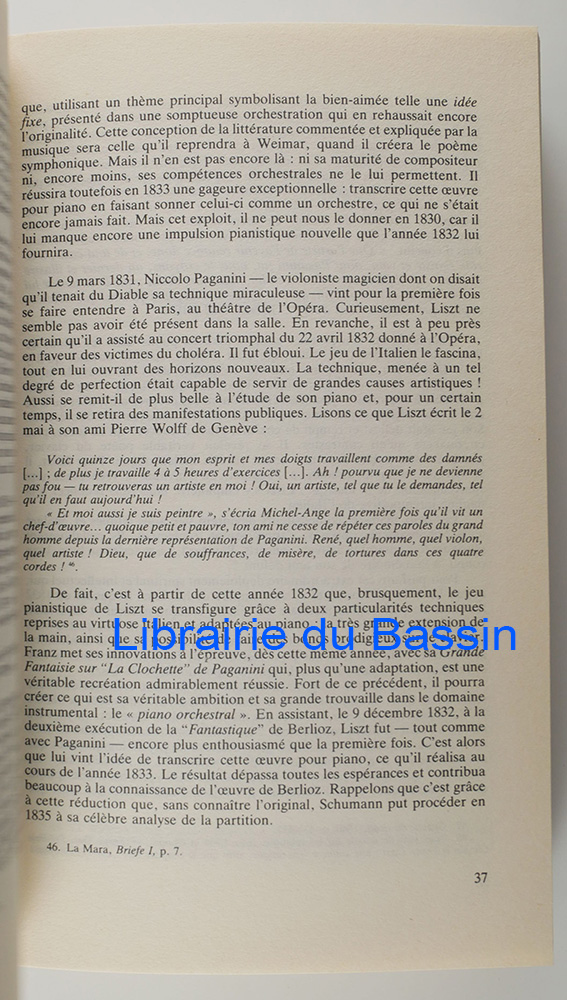 que, utilisant un thème principal symbolisant la bien-aimée telle une idée
fixe, présenté dans une somptueuse orchestration qui en rehaussait encore
l'originalité. Cette conception de la littérature commentée et expliquée par la
musique sera celle qu'il reprendra à Weimar, quand il créera le poème
symphonique. Mais il n'en est pas encore là : ni sa maturité de compositeur
ni, encore moins, ses compétences orchestrales ne le lui permettent. Il
réussira toutefois en 1833 une gageure exceptionnelle : transcrire cette œuvre
pour piano en faisant sonner celui-ci comme un orchestre, ce qui ne s'était
encore jamais fait. Mais cet exploit, il ne peut nous le donner en 1830, car il
lui manque encore une impulsion pianistique nouvelle que l'année 1832 lui
fournira.
Le 9 mars 1831, Niccolo Paganini — le violoniste magicien dont on disait
qu'il tenait du Diable sa technique miraculeuse — vint pour la première fois
se faire entendre à Paris, au théâtre de l'Opéra. Curieusement, Liszt ne
semble pas avoir été présent dans la salle. En revanche, il est à peu près
certain qu'il a assisté au concert triomphal du 22 avril 1832 donné à l'Opéra,
en faveur des victimes du choléra. Il fut ébloui. Le jeu de l'Italien le fascina,
tout en lui ouvrant des horizons nouveaux. La technique, menée à un tel
degré de perfection était capable de servir de grandes causes artistiques !
Aussi se remit-il de plus belle à l'étude de son piano et, pour un certain
temps, il se retira des manifestations publiques. Lisons ce que Liszt écrit le 2
mai à son ami Pierre Wolff de Genève :
Voici quinze jours que mon esprit et mes doigts travaillent comme des damnés
[...] ; de plus je travaille 4 à 5 heures d'exercices [...]. Ah ! pourvu que je ne devienne
pas fou — tu retrouveras un artiste en moi ! Oui, un artiste, tel que tu le demandes, tel
qu'il en faut aujourd'hui !
« Et moi aussi je suis peintre », s'écria Michel-Ange la première fois qu'il vit un
chef-d'œuvre... quoique petit et pauvre, ton ami ne cesse de répéter ces paroles du grand
homme depuis la dernière représentation de Paganini. René, quel homme, quel violon,
quel artiste ! Dieu, que de souffrances, de misère, de tortures dans ces quatre
cordes ! 46.
De fait, c'est à partir de cette année 1832 que, brusquement, le jeu
pianistique de Liszt se transfigure grâce à deux particularités techniques
reprises au virtuose italien et adaptées au piano. La très grande extension de
la main, ainsi que sa possibilité de faire des bonds prodigieux sur le clavier.
Librairie du Bassin
Franz met ses innovations à l'épreuve, dès cette même année, avec sa Grande
Fantaisie sur "La Clochette" de Paganini qui, plus qu'une adaptation, est une
véritable recréation admirablement réussie. Fort de ce précédent, il pourra
créer ce qui est sa véritable ambition et sa grande trouvaille dans le domaine
instrumental : le « piano orchestral ». En assistant, le 9 décembre 1832, à la
deuxième exécution de la "Fantastique" de Berlioz, Liszt fut — tout comme
avec Paganini — encore plus enthousiasmé que la première fois. C'est alors
que lui vint l'idée de transcrire cette œuvre pour piano, ce qu'il réalisa au
cours de l'année 1833. Le résultat dépassa toutes les espérances et contribua
beaucoup à la connaissance de l'œuvre de Berlioz. Rappelons que c'est grâce
à cette réduction que, sans connaître l'original, Schumann put procéder en
1835 à sa célèbre analyse de la partition.
46. La Mara, Briefe I, p. 7.
37